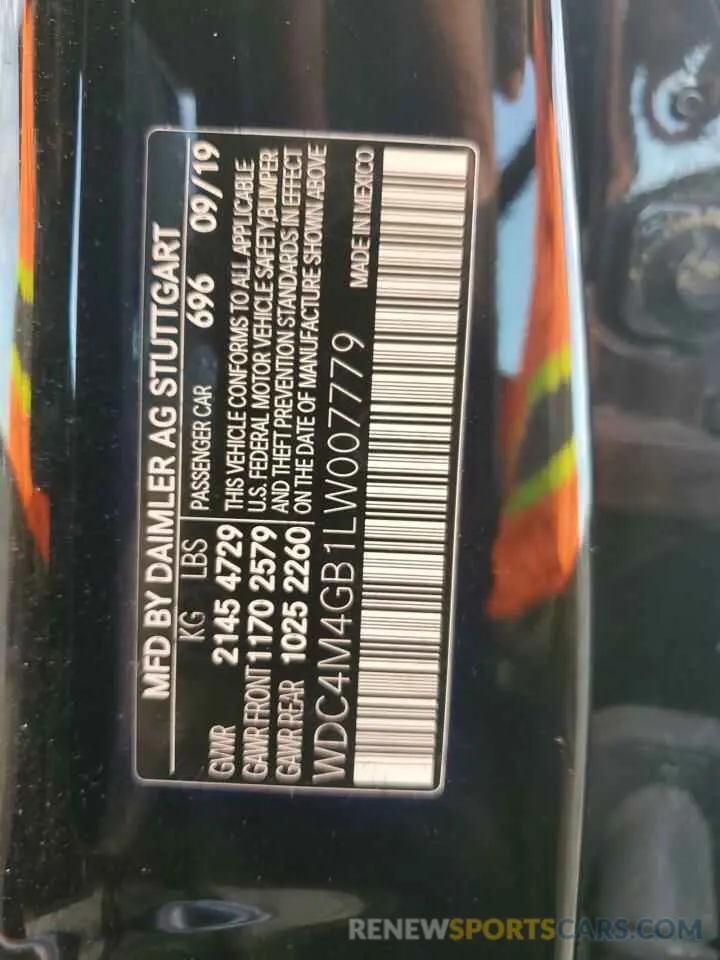 MFD BY DAIMLER AG STUTTGART
KG LBS PASSENGER CAR 696 09/19
GVWR 2145 4729 THIS VEHICLE CONFORMS TO ALL APPLICABLE
GAWR FRONT 1170 2579 U.S. FEDERAL MOTOR VEHICLE SAFETY, BUMPER
GAWR REAR 1025 2260 AND THEFT PREVENTION STANDARDS IN EFFECT
ON THE DATE OF MANUFACTURE SHOWN ABOVE
WDC4M4GB1LW007779
MADE IN MEXICO
RENEWSPORTSCARS.COM